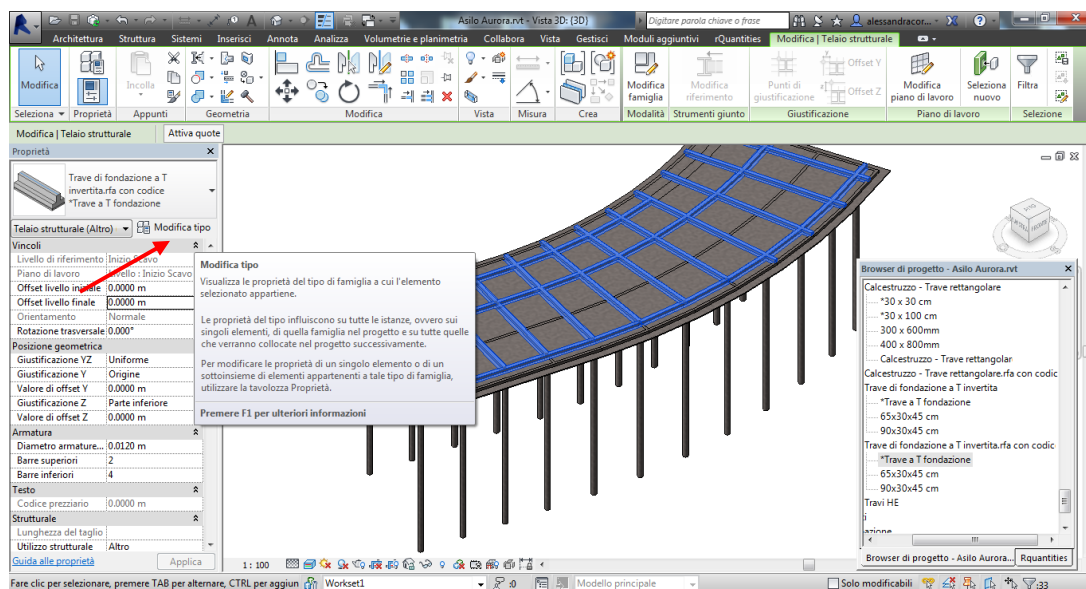 Asilo Aurora.rvt - Vista 3D: {3D}
Digitare parola chiave o frase
alessandracor...
Architettura Struttura Sistemi Inserisci Annota Analizza Volumetrie e planimetria Collabora Vista Gestisci Moduli aggiuntivi rQuantities Modifica | Telaio strutturale
Modifica
Incolla
Modifica famiglia
Modifica riferimento
Punti di giustificazione
Offset Y
Offset Z
Modifica piano di lavoro
Seleziona nuovo
Filtra
Seleziona Proprietà Appunti Geometria Modifica Vista Misura Crea Modalità Strumenti giunto Giustificazione Piano di lavoro Selezione
Modifica | Telaio strutturale
Attiva quote
Proprietà
Trave di fondazione a T
invertita.rfa con codice
*Trave a T fondazione
Telaio strutturale (Altro)
Modifica tipo
Vincoli
Livello di riferimento Inizio Scavo
Piano di lavoro Livello : Inizio Scavo
Offset livello iniziale 0.0000 m
Offset livello finale 0.0000 m
Orientamento Normale
Rotazione trasversale 0.000°
Posizione geometrica
Giustificazione YZ Uniforme
Giustificazione Y Origine
Valore di offset Y 0.0000 m
Giustificazione Z Parte inferiore
Valore di offset Z 0.0000 m
Armatura
Diametro armature... 0.0120 m
Barre superiori 2
Barre inferiori 4
Testo
Codice prezziario 0.0000 m
Strutturale
Lunghezza del taglio
Utilizzo strutturale Altro
Guida alle proprietà
Applica
Modifica tipo
Visualizza le proprietà del tipo di famiglia a cui l'elemento
selezionato appartiene.
Le proprietà del tipo influiscono su tutte le istanze, ovvero sui
singoli elementi, di quella famiglia nel progetto e su tutte quelle
che verranno collocate nel progetto successivamente.
Per modificare le proprietà di un singolo elemento o di un
sottoinsieme di elementi appartenenti a tale tipo di famiglia,
utilizzare la tavolozza Proprietà.
Premere F1 per ulteriori informazioni
Browser di progetto - Asilo Aurora.rvt
Calcestruzzo - Trave rettangolare
*30 x 30 cm
*30 x 100 cm
300 x 600mm
400 x 800mm
Calcestruzzo - Trave rettangolar
Calcestruzzo - Trave rettangolare.rfa con codic
Trave di fondazione a T invertita
*Trave a T fondazione
65x30x45 cm
90x30x45 cm
Trave di fondazione a T invertita.rfa con codic
*Trave a T fondazione
65x30x45 cm
90x30x45 cm
Travi HE
Browser di progetto - Asilo Aurora...
Rquantities
1 : 100
Fare clic per selezionare, premere TAB per alternare, CTRL per aggiun
Workset1
:0
Modello principale
Solo modificabili
:33